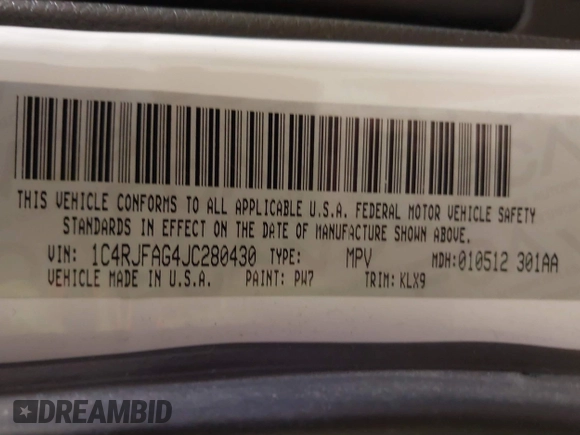 THIS VEHICLE CONFORMS TO ALL APPLICABLE U.S.A. FEDERAL MOTOR VEHICLE SAFETY
STANDARDS IN EFFECT ON THE DATE OF MANUFACTURE SHOWN ABOVE.
VIN: 1C4RJFAG4JC280430 TYPE: MPV MDH:010512 301AA
VEHICLE MADE IN U.S.A. PAINT: PW7 TRIM: KLX9
DREAMBID